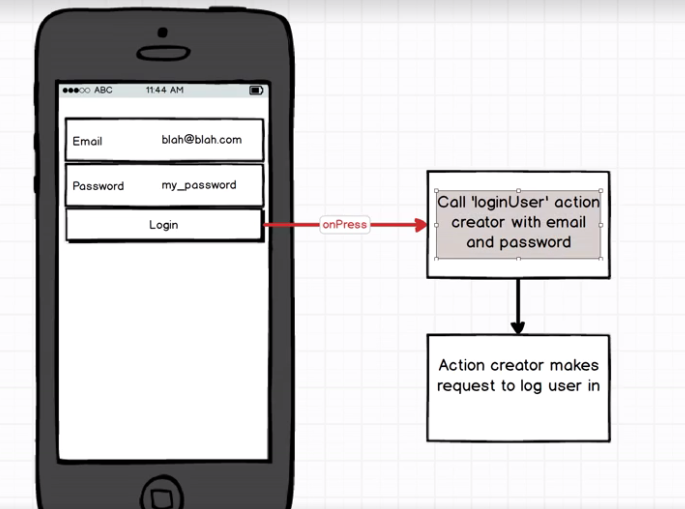 ABC 11:44 AM
Email blah@blah.com
Password my_password
Login
onPress
Call 'loginUser' action
creator with email
and password
Action creator makes
request to log user in